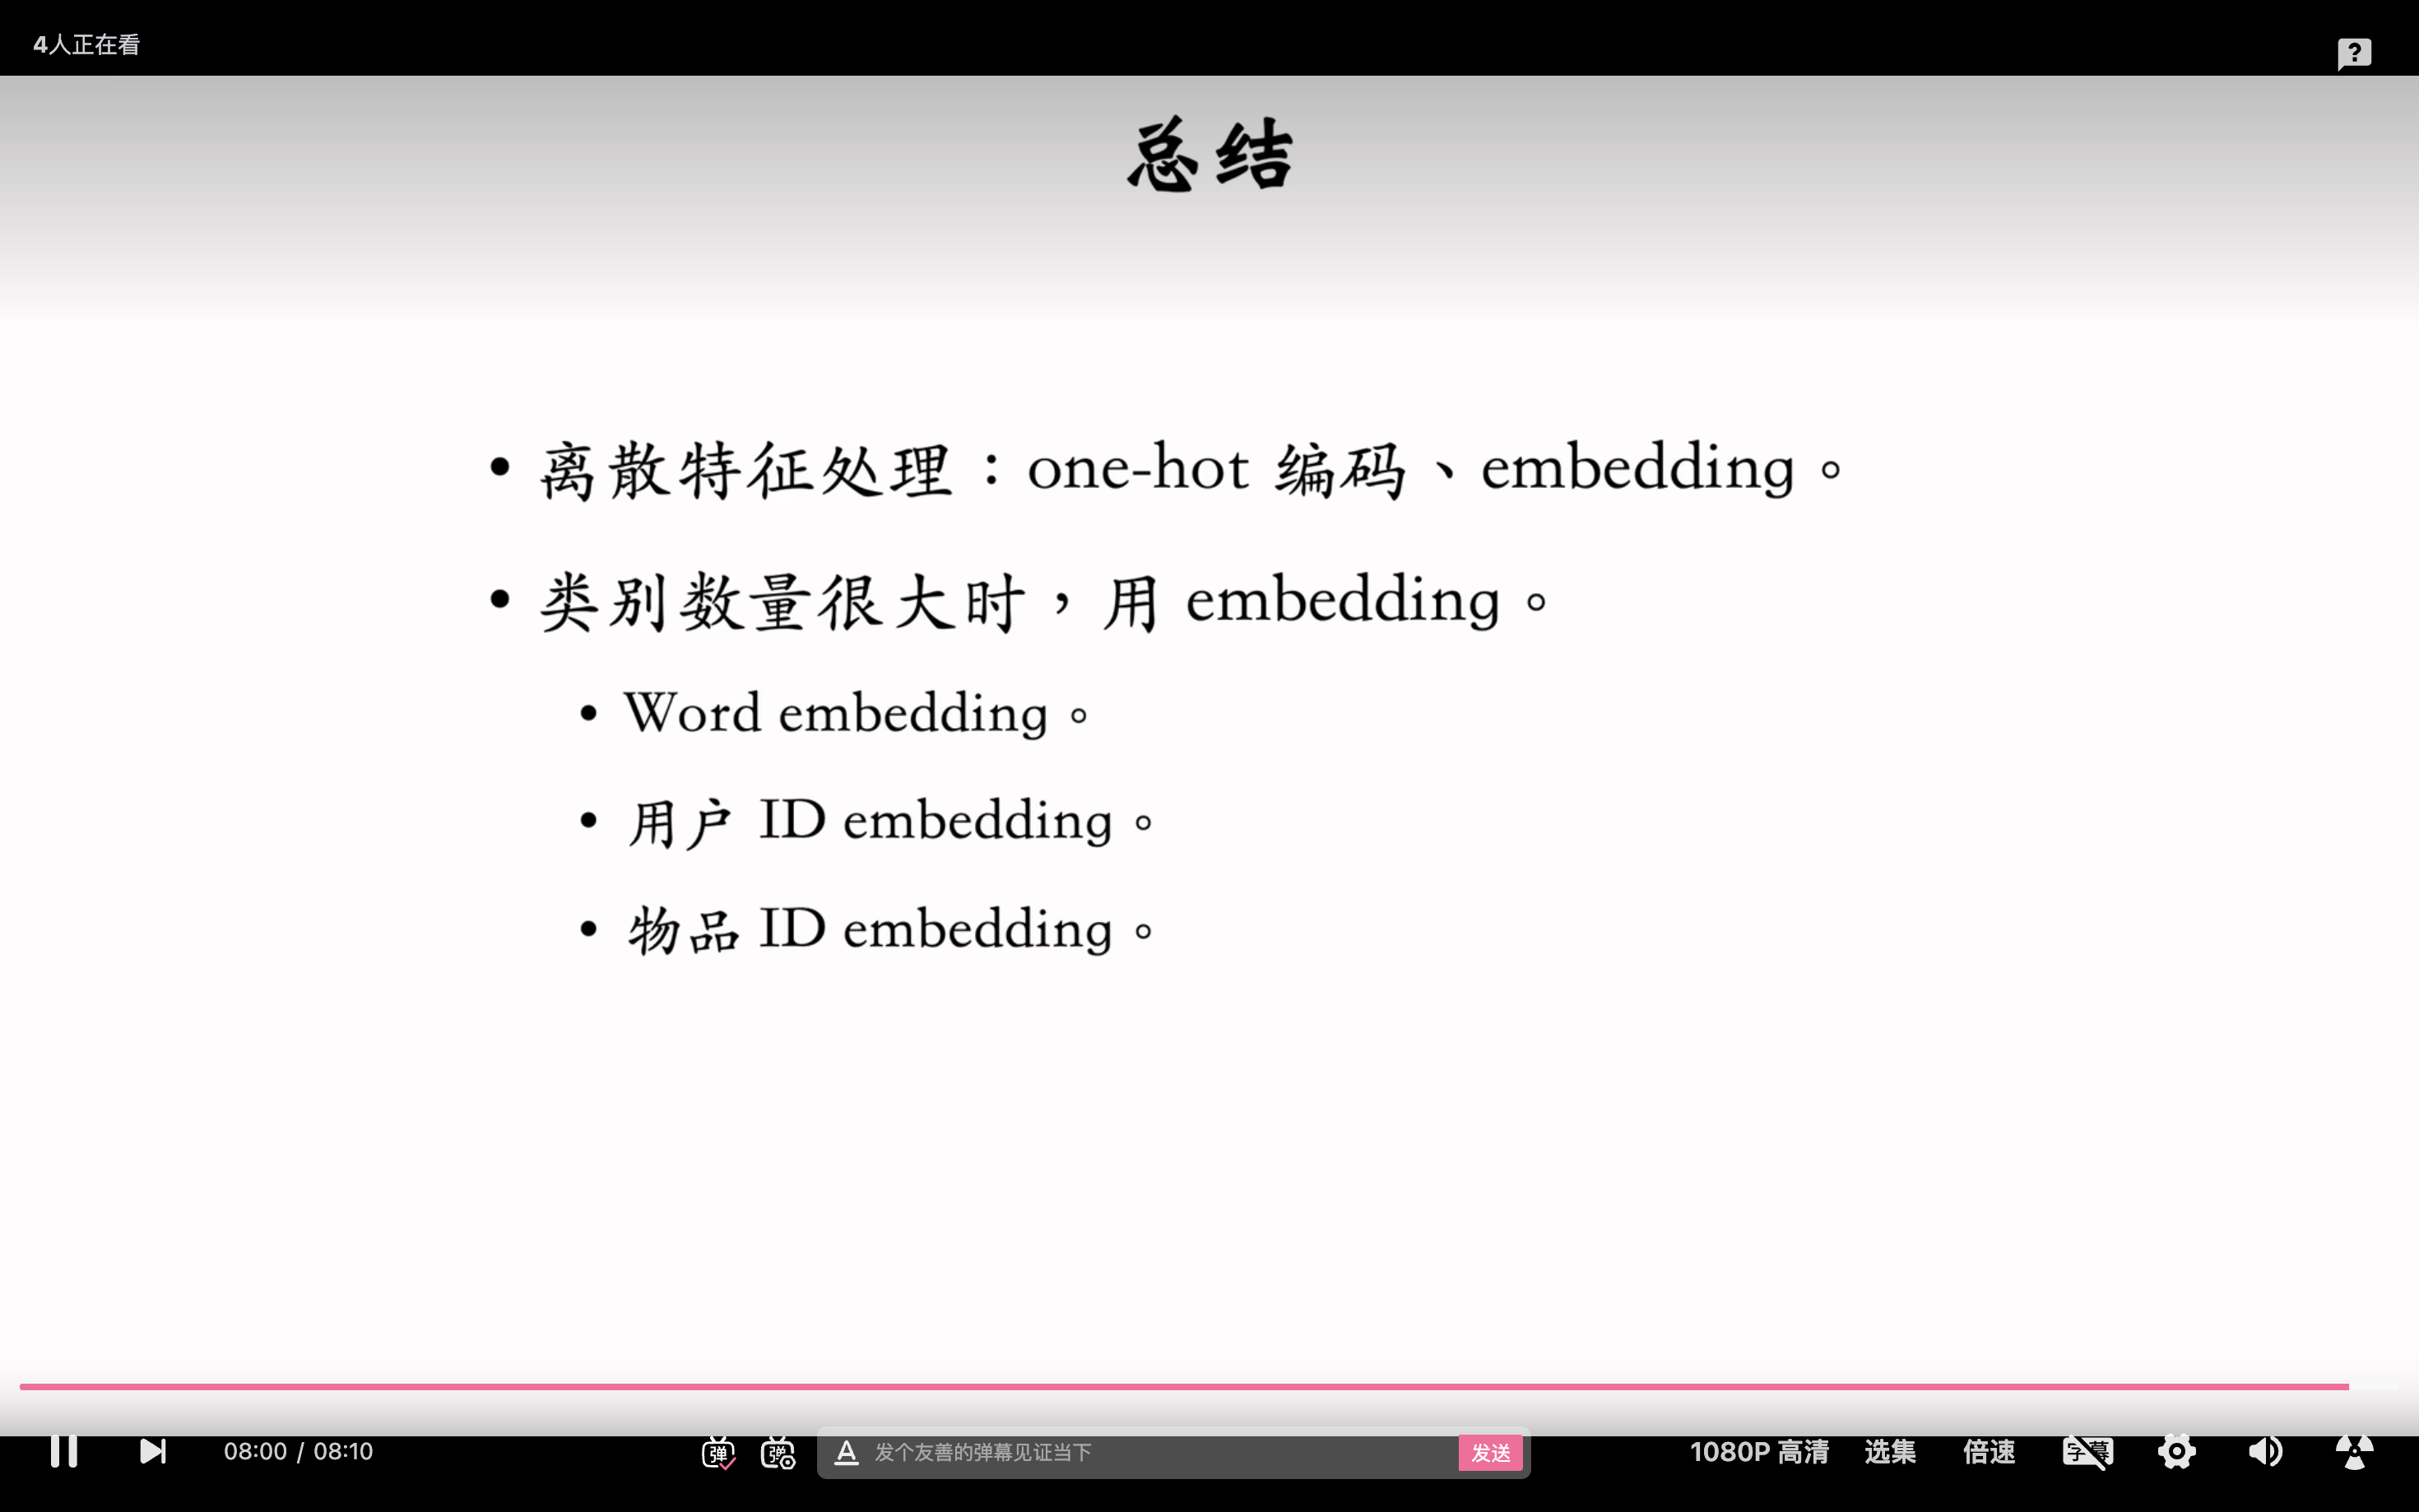 4人正在看
总结
• 离散特征处理：one-hot 编码、embedding。
• 类别数量很大时，用 embedding。
• Word embedding。
• 用户 ID embedding。
• 物品 ID embedding。
08:00 / 08:10
弹
弹
A 发个友善的弹幕见证当下
发送
1080P 高清
选集
倍速
字幕